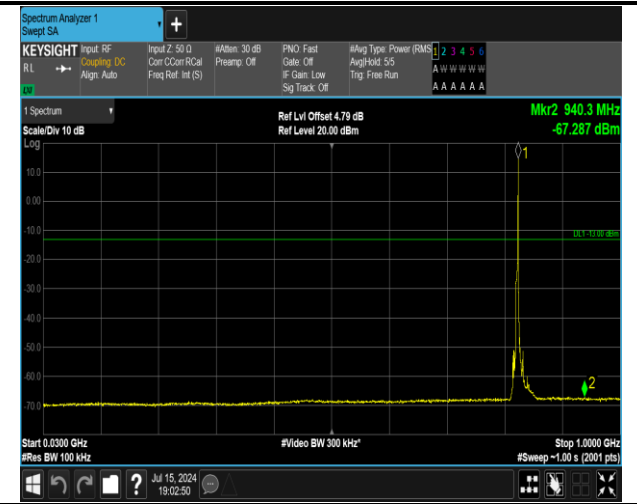 Spectrum Analyzer 1
Swept SA
+
KEYSIGHT Input: RF Input Z: 50 Ω #Atten: 30 dB PNO: Fast #Avg Type: Power (RMS 1 2 3 4 5 6
RL Coupling: DC Corr CCorr RCal Preamp: Off Gate: Off Avg|Hold: 5/5 A W W W W W
Align: Auto Freq Ref: Int (S) IF Gain: Low Trig: Free Run
Sig Track: Off A A A A A A
1 Spectrum Ref Lvl Offset 4.79 dB Mkr2 940.3 MHz
Scale/Div 10 dB Ref Level 20.00 dBm -67.287 dBm
Log
1
10.0
0.00
-10.0
DL1 -13.00 dBm
-20.0
-30.0
-40.0
-50.0
-60.0
2
-70.0
Start 0.0300 GHz #Video BW 300 kHz* Stop 1.0000 GHz
#Res BW 100 kHz #Sweep ~1.00 s (2001 pts)
? Jul 15, 2024
19:02:50